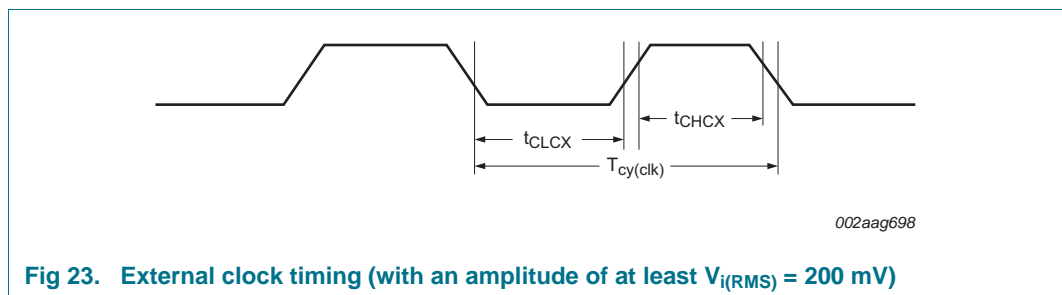 tCLCX
tCHCX
Tcy(clk)
002aag698
Fig 23. External clock timing (with an amplitude of at least Vi(RMS) = 200 mV)